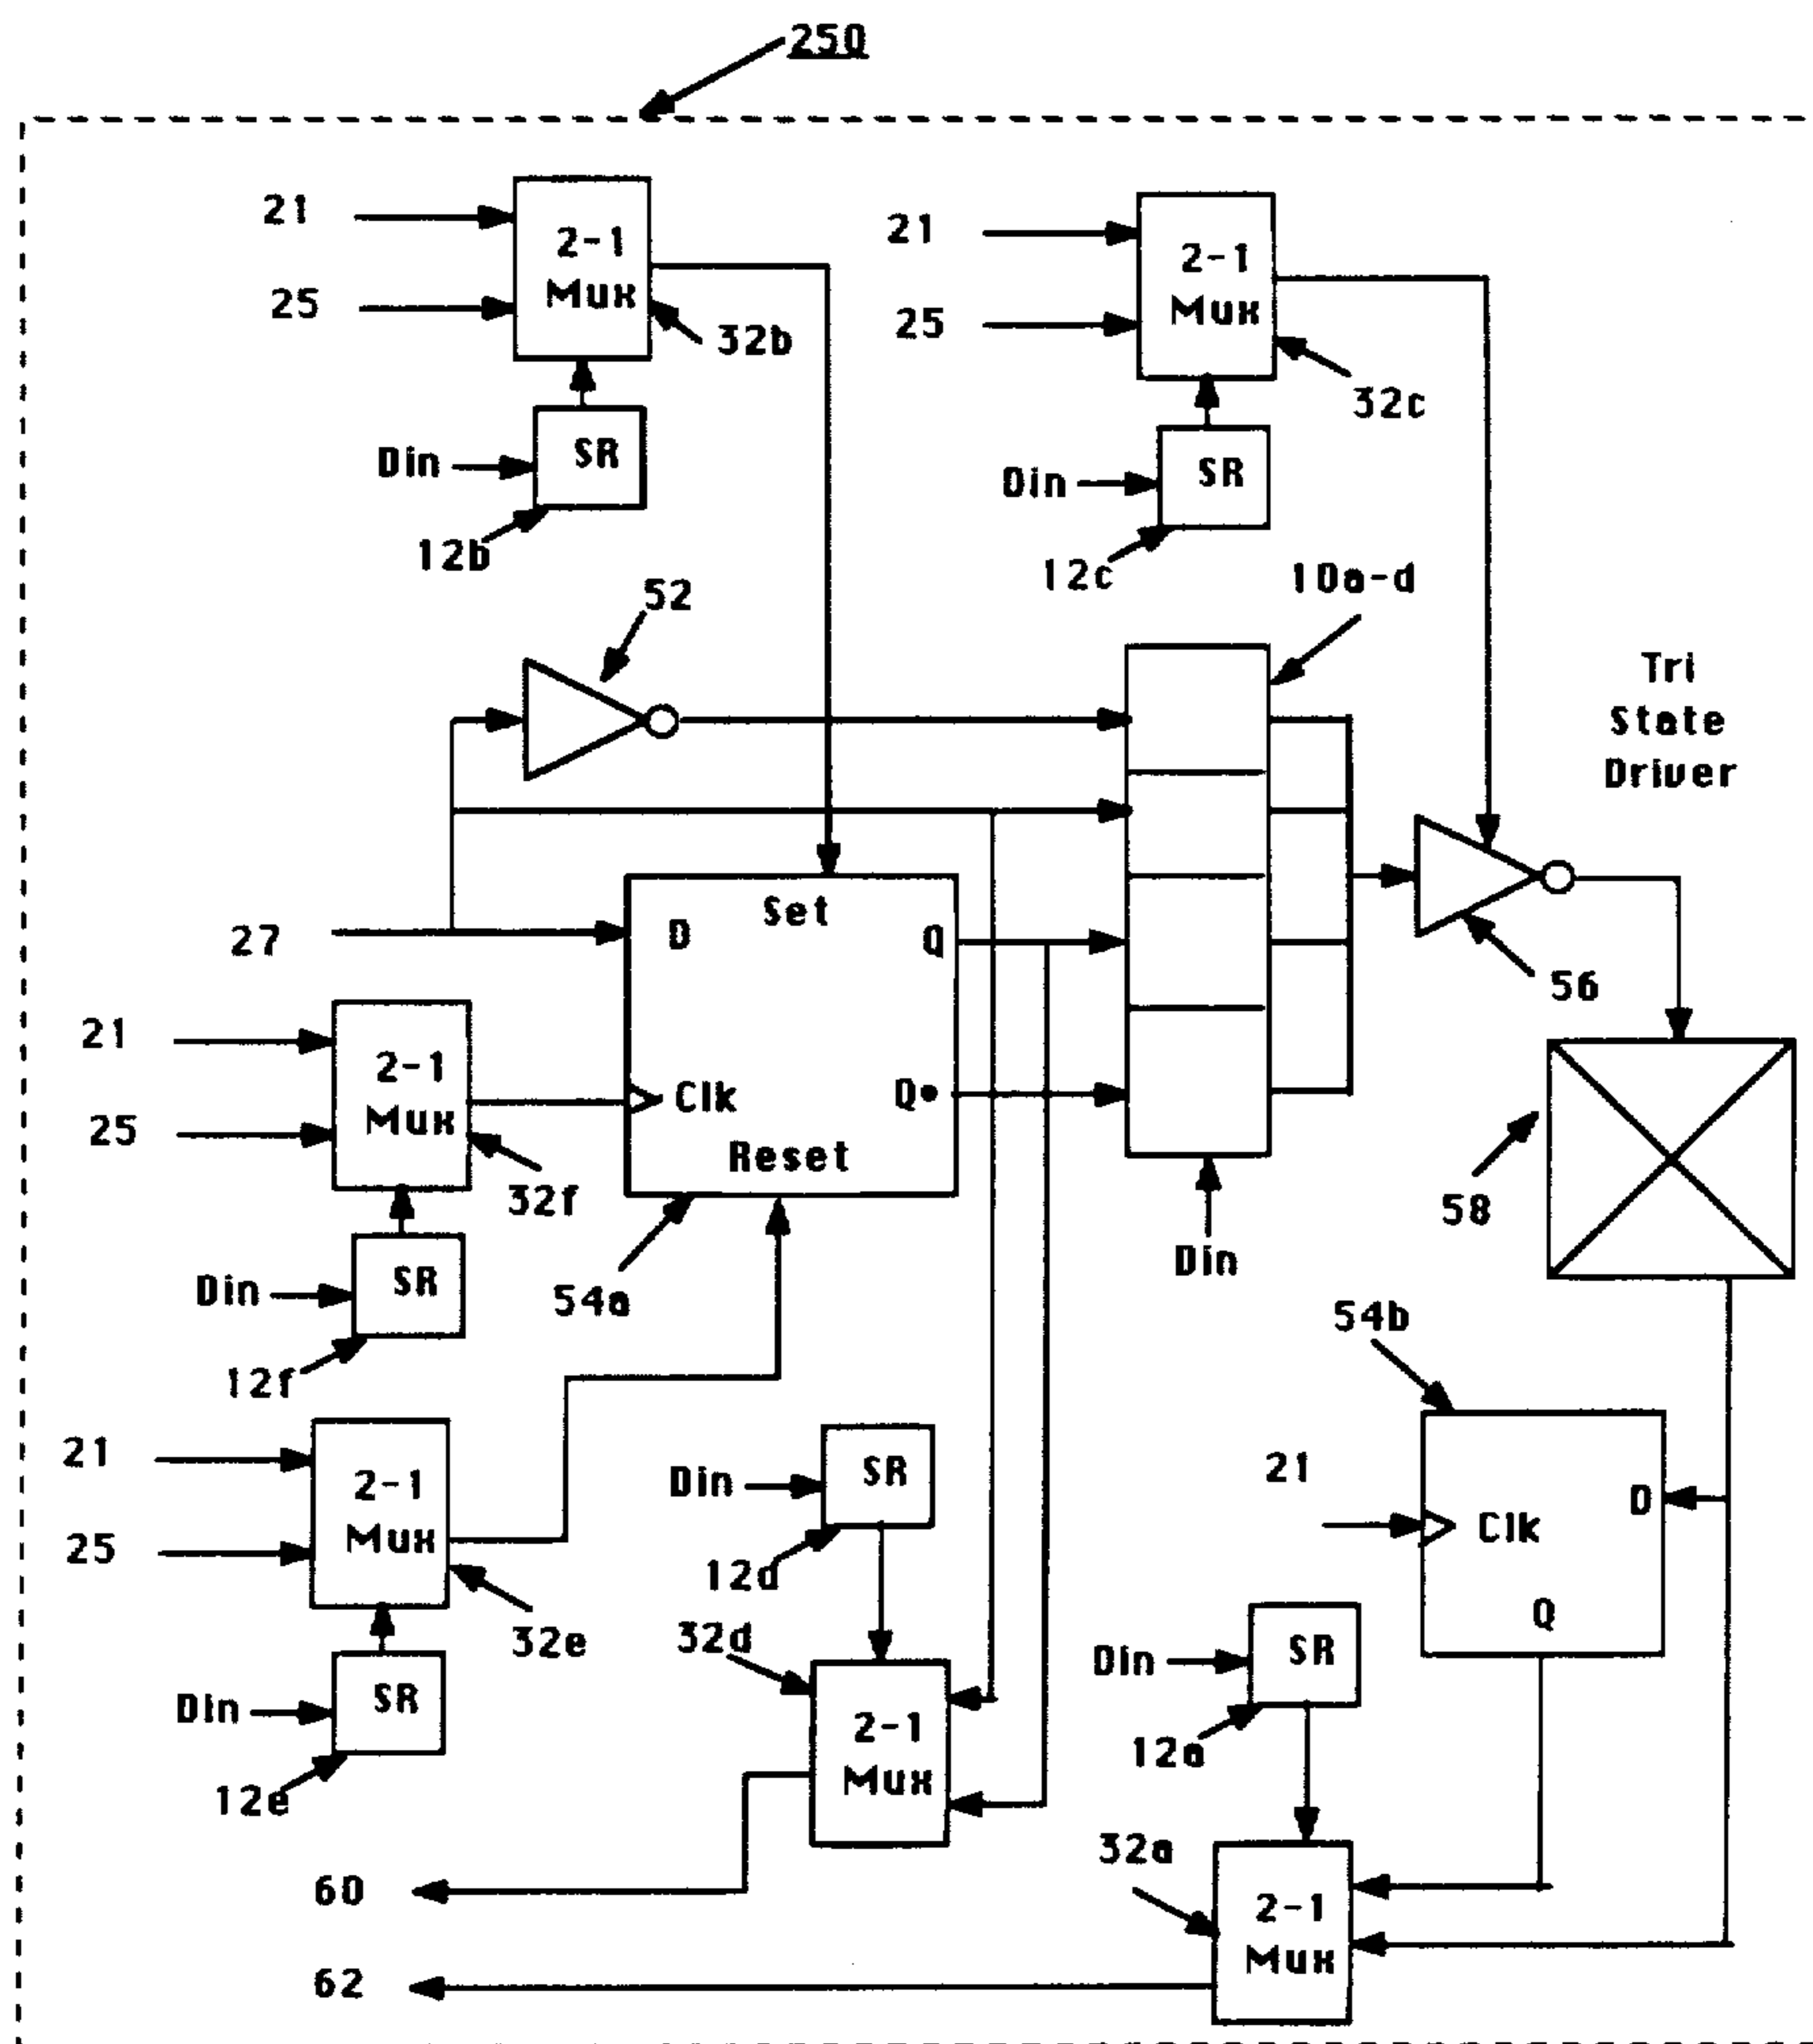 250
21
25
2-1
Mux
32b
Din
SR
12b
21
25
2-1
Mux
32c
Din
SR
12c
52
10a-d
Tri
State
Driver
56
27
D
Set
Q
Q•
Clk
Reset
54a
21
25
2-1
Mux
32f
Din
SR
12f
Din
58
21
25
2-1
Mux
32e
Din
SR
12e
Din
SR
12d
32d
2-1
Mux
54b
21
D
Clk
Q
Din
SR
12a
32a
2-1
Mux
60
62